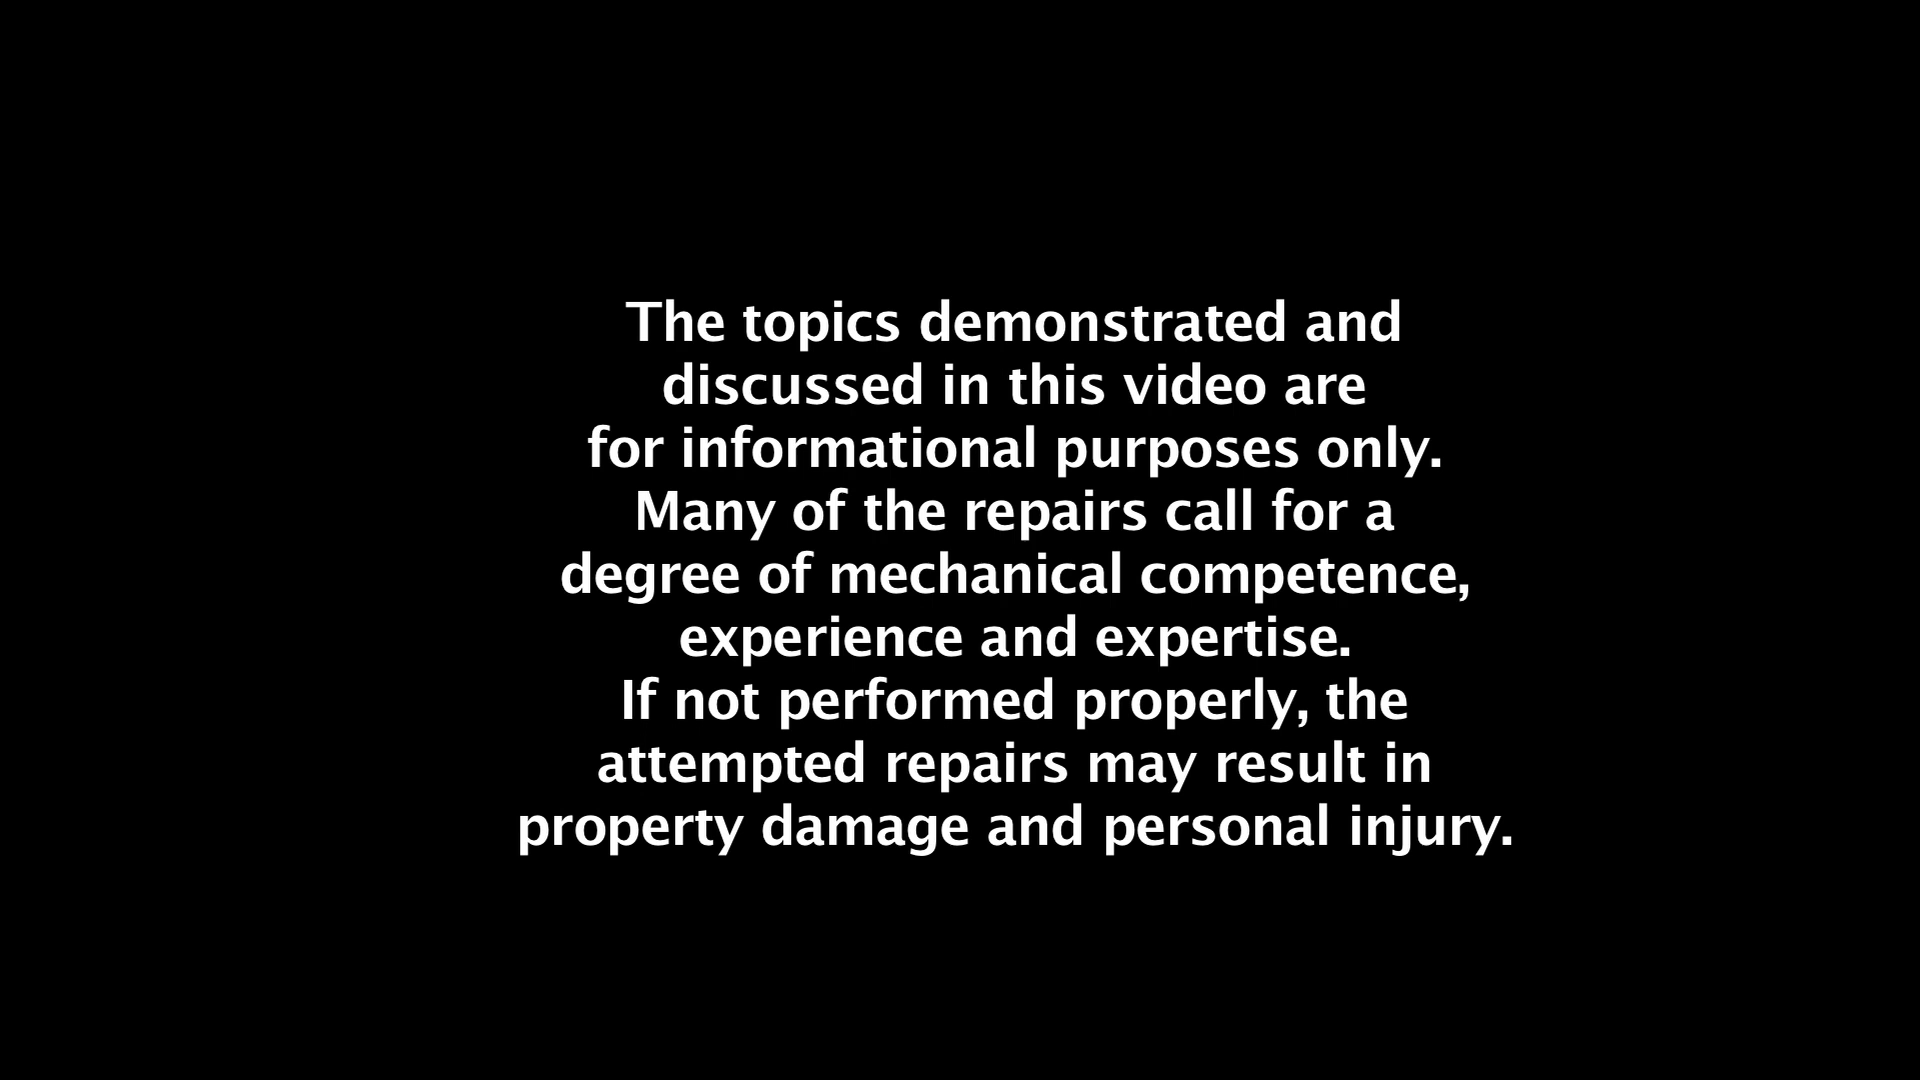 The topics demonstrated and
discussed in this video are
for informational purposes only.
Many of the repairs call for a
degree of mechanical competence,
experience and expertise.
If not performed properly, the
attempted repairs may result in
property damage and personal injury.